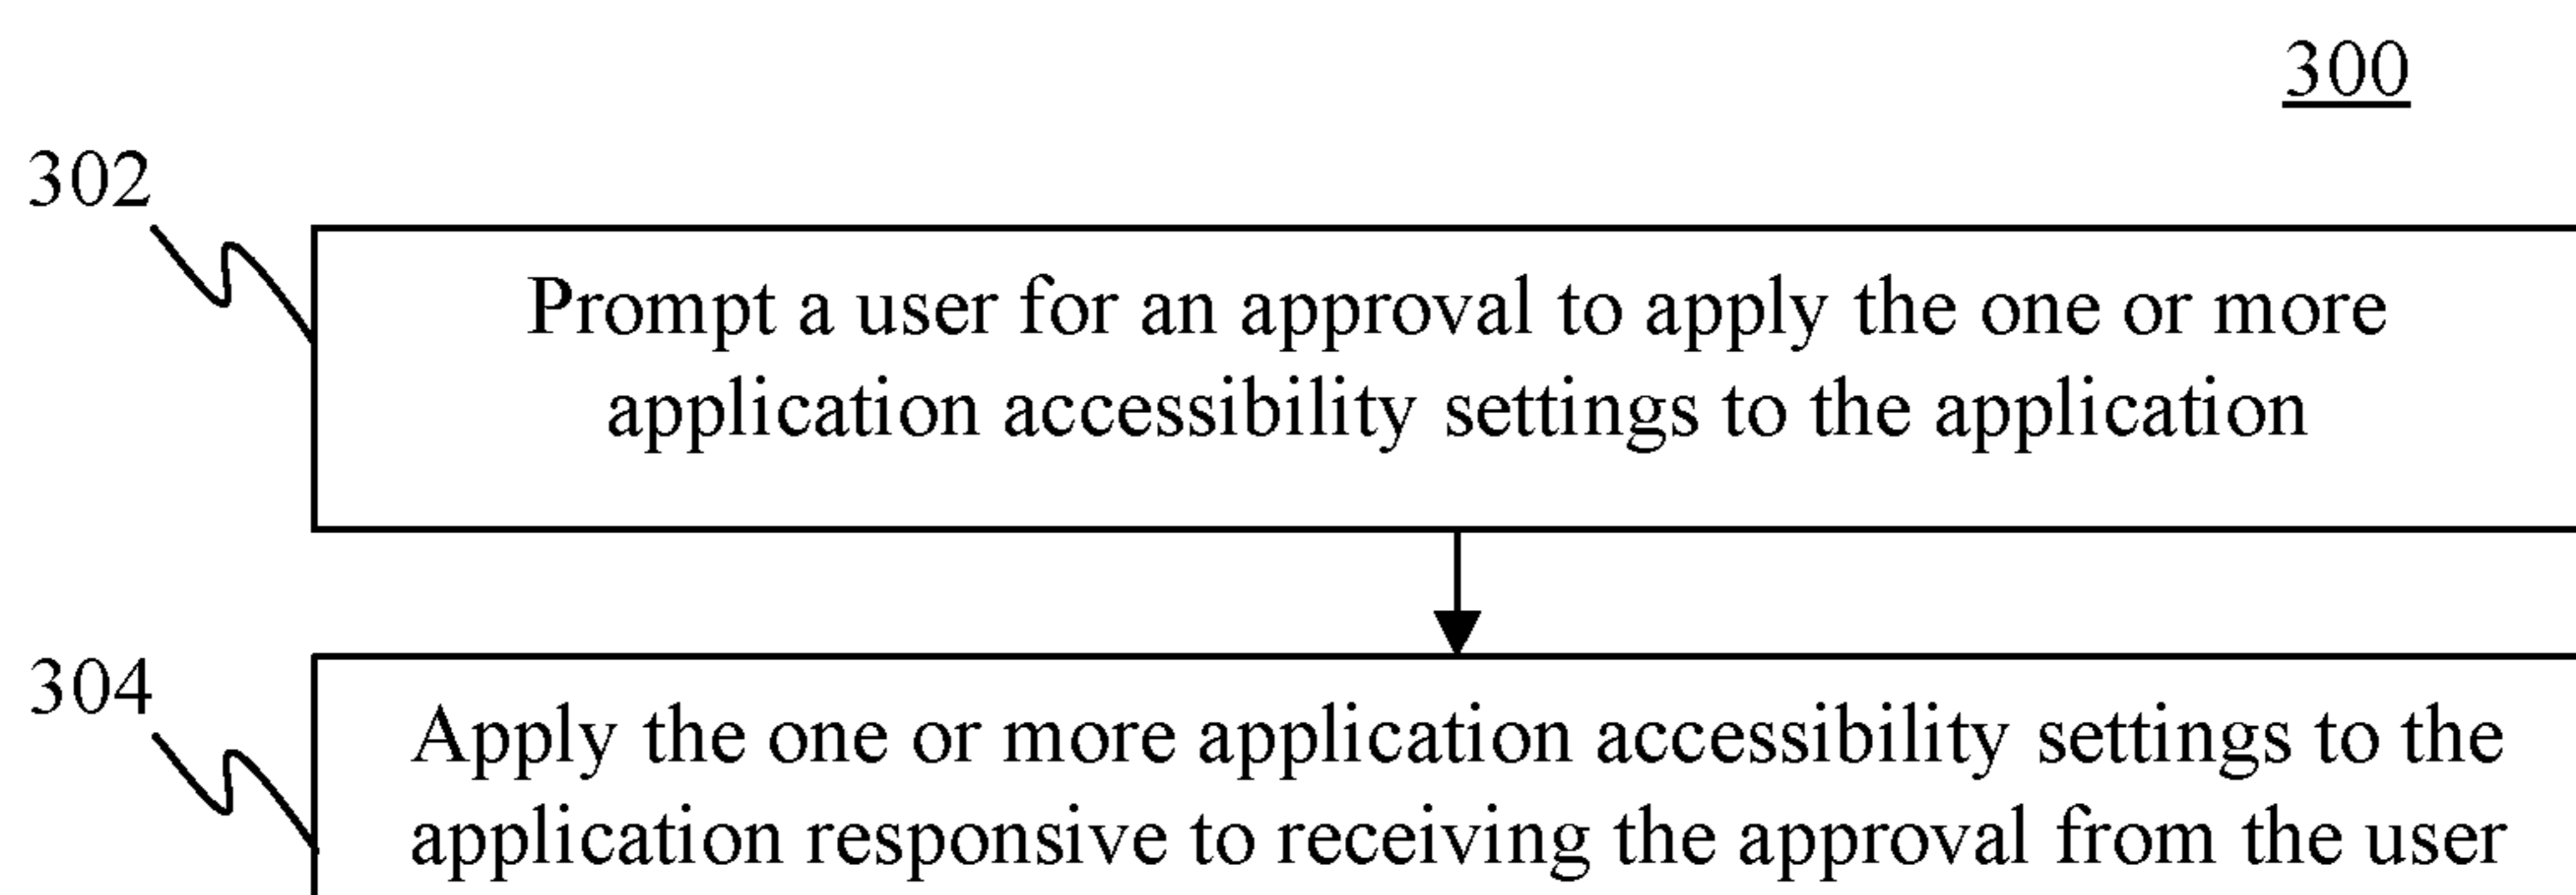 300
302
Prompt a user for an approval to apply the one or more
application accessibility settings to the application
304
Apply the one or more application accessibility settings to the
application responsive to receiving the approval from the user